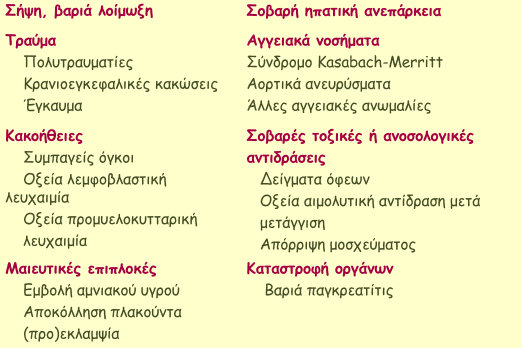 Σήψη, βαριά λοίμωξη
Τραύμα
Πολυτραυματίες
Κρανιοεγκεφαλικές κακώσεις
Έγκαυμα
Κακοήθειες
Συμπαγείς όγκοι
Οξεία λεμφοβλαστική
λευχαιμία
Οξεία προμυελοκυτταρική
λευχαιμία
Μαιευτικές επιπλοκές
Εμβολή αμνιακού υγρού
Αποκόλληση πλακούντα
(προ)εκλαμψία
Σοβαρή ηπατική ανεπάρκεια
Αγγειακά νοσήματα
Σύνδρομο Kasabach-Merritt
Αορτικά ανευρύσματα
Άλλες αγγειακές ανωμαλίες
Σοβαρές τοξικές ή ανοσολογικές
αντιδράσεις
Δείγματα όφεων
Οξεία αιμολυτική αντίδραση μετά
μετάγγιση
Απόρριψη μοσχεύματος
Καταστροφή οργάνων
Βαριά παγκρεατίτις